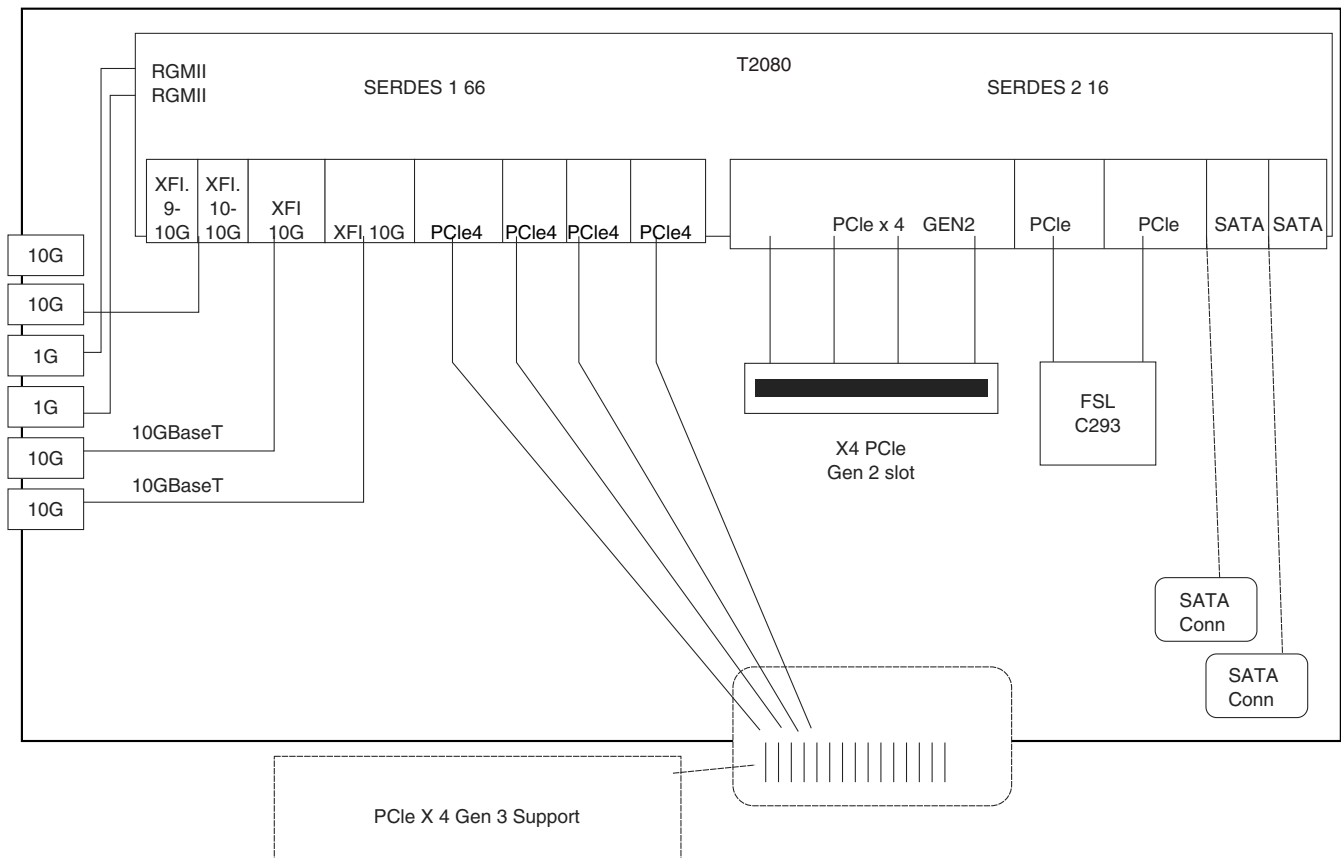 T2080
RGMII
RGMII
SERDES 1 66
SERDES 2 16
XFI.
9-
10G
XFI.
10-
10G
XFI
10G
XFI 10G
PCIe4
PCIe4
PCIe4
PCIe4
PCIe x 4 GEN2
PCIe
PCIe
SATA
SATA
10G
10G
1G
1G
10G
10G
10GBaseT
10GBaseT
X4 PCIe
Gen 2 slot
FSL
C293
SATA
Conn
SATA
Conn
PCIe X 4 Gen 3 Support